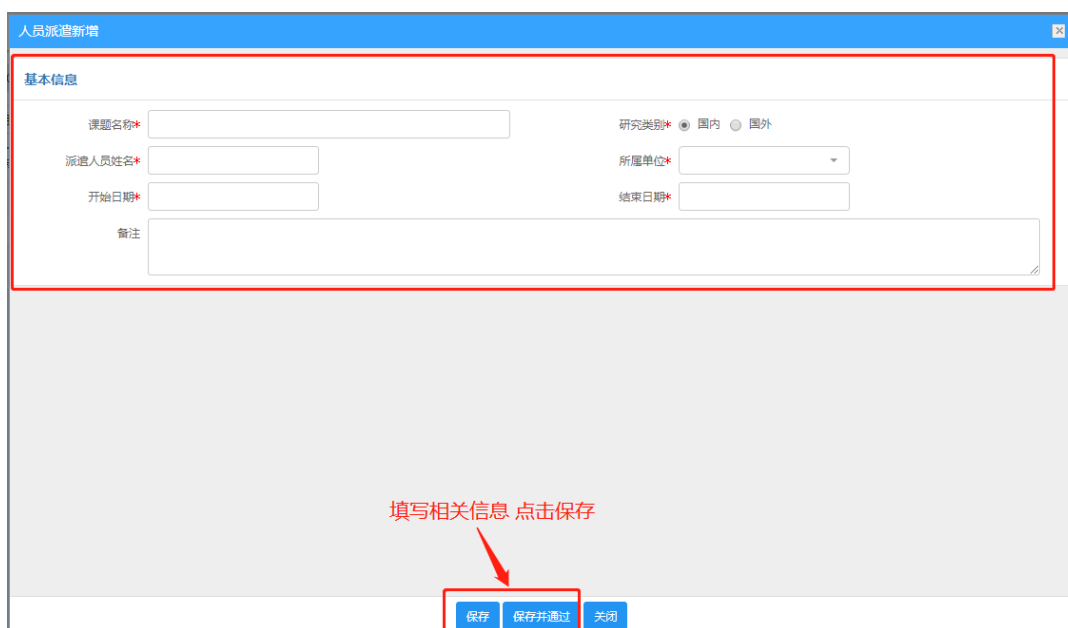 人员派遣新增
基本信息
课题名称* 研究类别* 国内 国外
派遣人员姓名* 所属单位*
开始日期* 结束日期*
备注
填写相关信息 点击保存
保存 保存并通过 关闭